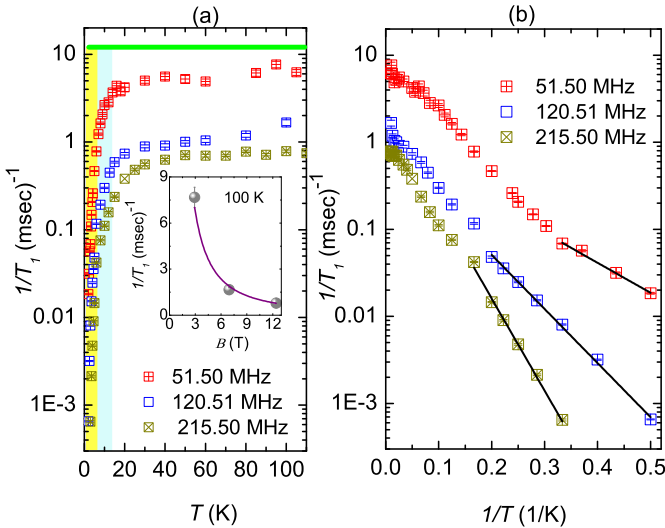 (a)
(b)
10
1
0.1
0.01
1E-3
1/T1 (msec)-1
0 20 40 60 80 100
T (K)
100 K
9
6
3
0
1/T1 (msec)-1
0 3 6 9 12
B (T)
51.50 MHz
120.51 MHz
215.50 MHz
10
1
0.1
0.01
1E-3
1/T1 (msec)-1
51.50 MHz
120.51 MHz
215.50 MHz
0.0 0.1 0.2 0.3 0.4 0.5
1/T (1/K)